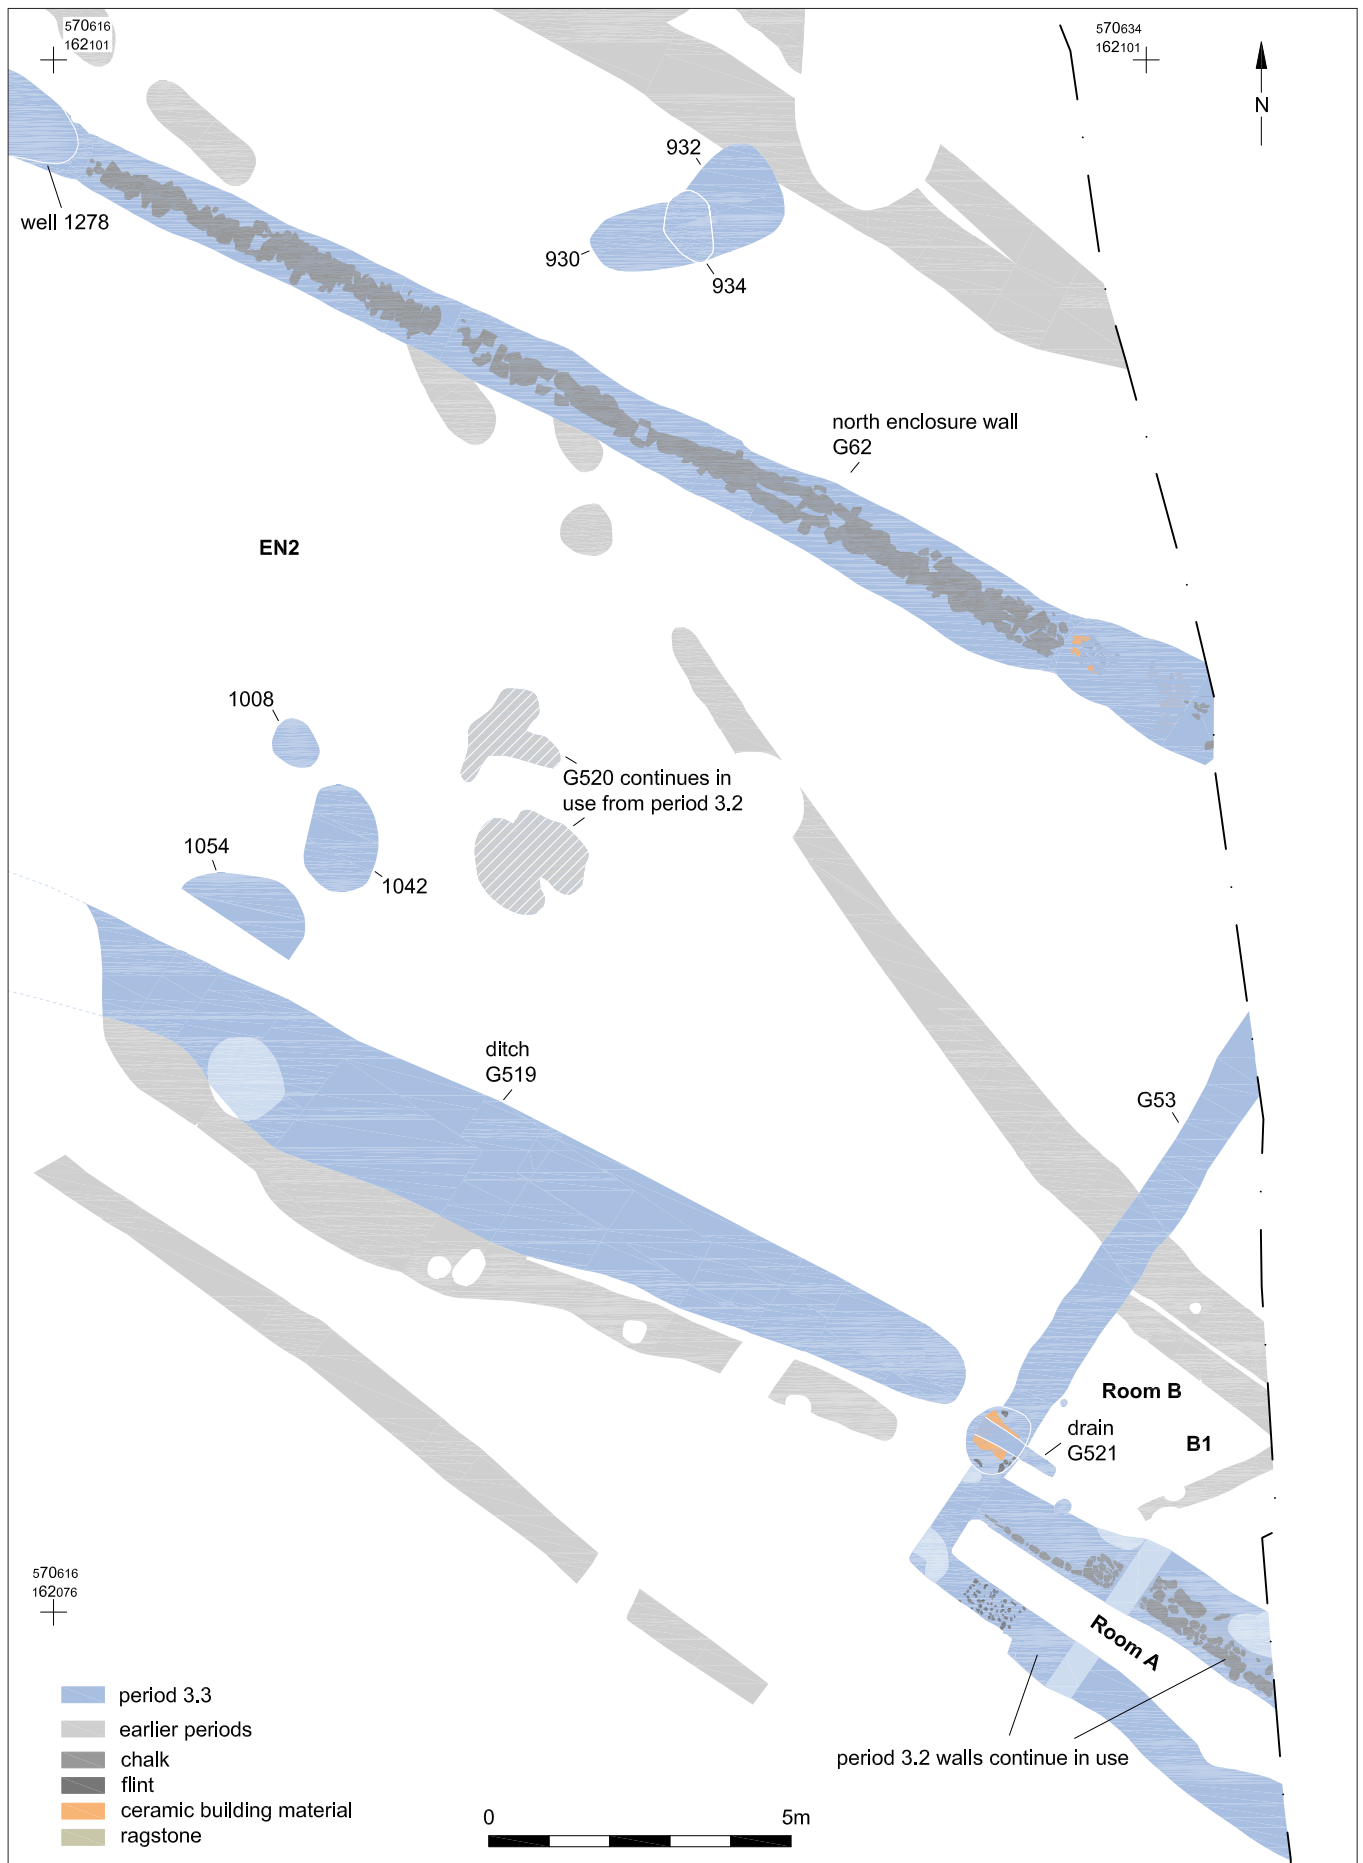 570616
162101
570634
162101
N
932
well 1278
930
934
north enclosure wall
G62
EN2
1008
G520 continues in
use from period 3.2
1054
1042
ditch
G519
G53
Room B
drain
G521
B1
570616
162076
Room A
period 3.3
earlier periods
chalk
flint
ceramic building material
ragstone
period 3.2 walls continue in use
0
5m